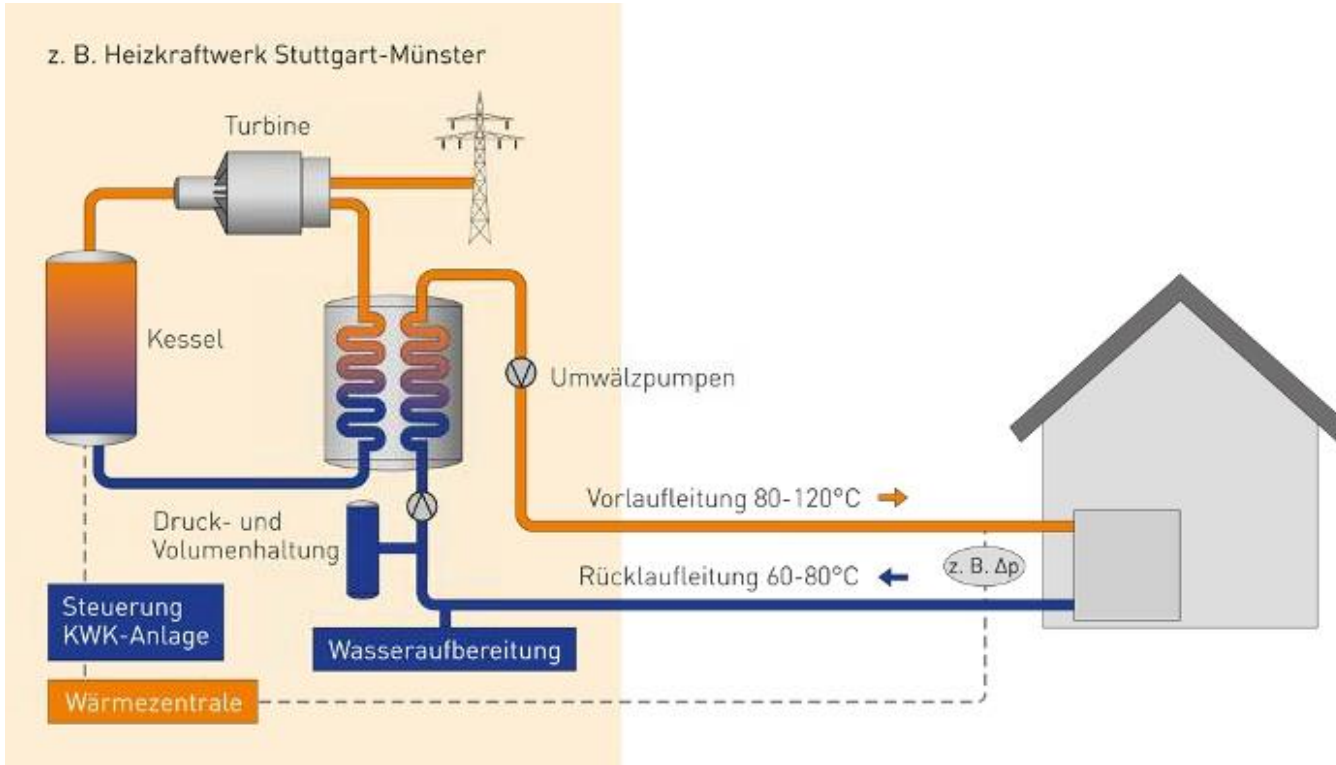 z. B. Heizkraftwerk Stuttgart-Münster
Turbine
Kessel
Umwälzpumpen
Vorlaufleitung 80-120°C
Druck- und
Volumenhaltung
z. B. Δp
Rücklaufleitung 60-80°C
Steuerung
KWK-Anlage
Wasseraufbereitung
Wärmezentrale